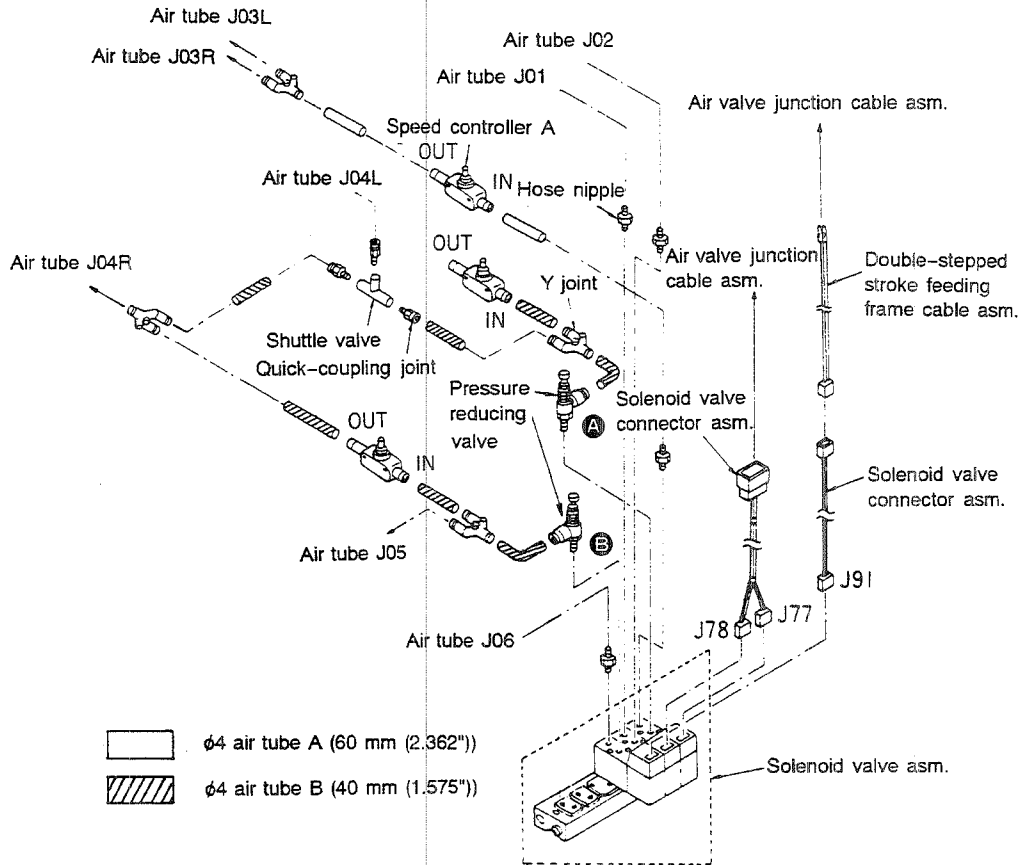 Air tube J03L
Air tube J03R
Air tube J02
Air tube J01
Air valve junction cable asm.
Speed controller A
OUT
IN
Hose nipple
Air tube J04L
Air tube J04R
OUT
IN
Y joint
Air valve junction
cable asm.
Double-stepped
stroke feeding
frame cable asm.
Shuttle valve
Quick-coupling joint
Pressure
reducing
valve
A
Solenoid valve
connector asm.
OUT
IN
Solenoid valve
connector asm.
Air tube J05
B
J91
J78
J77
Air tube J06
ø4 air tube A (60 mm (2.362"))
ø4 air tube B (40 mm (1.575"))
Solenoid valve asm.